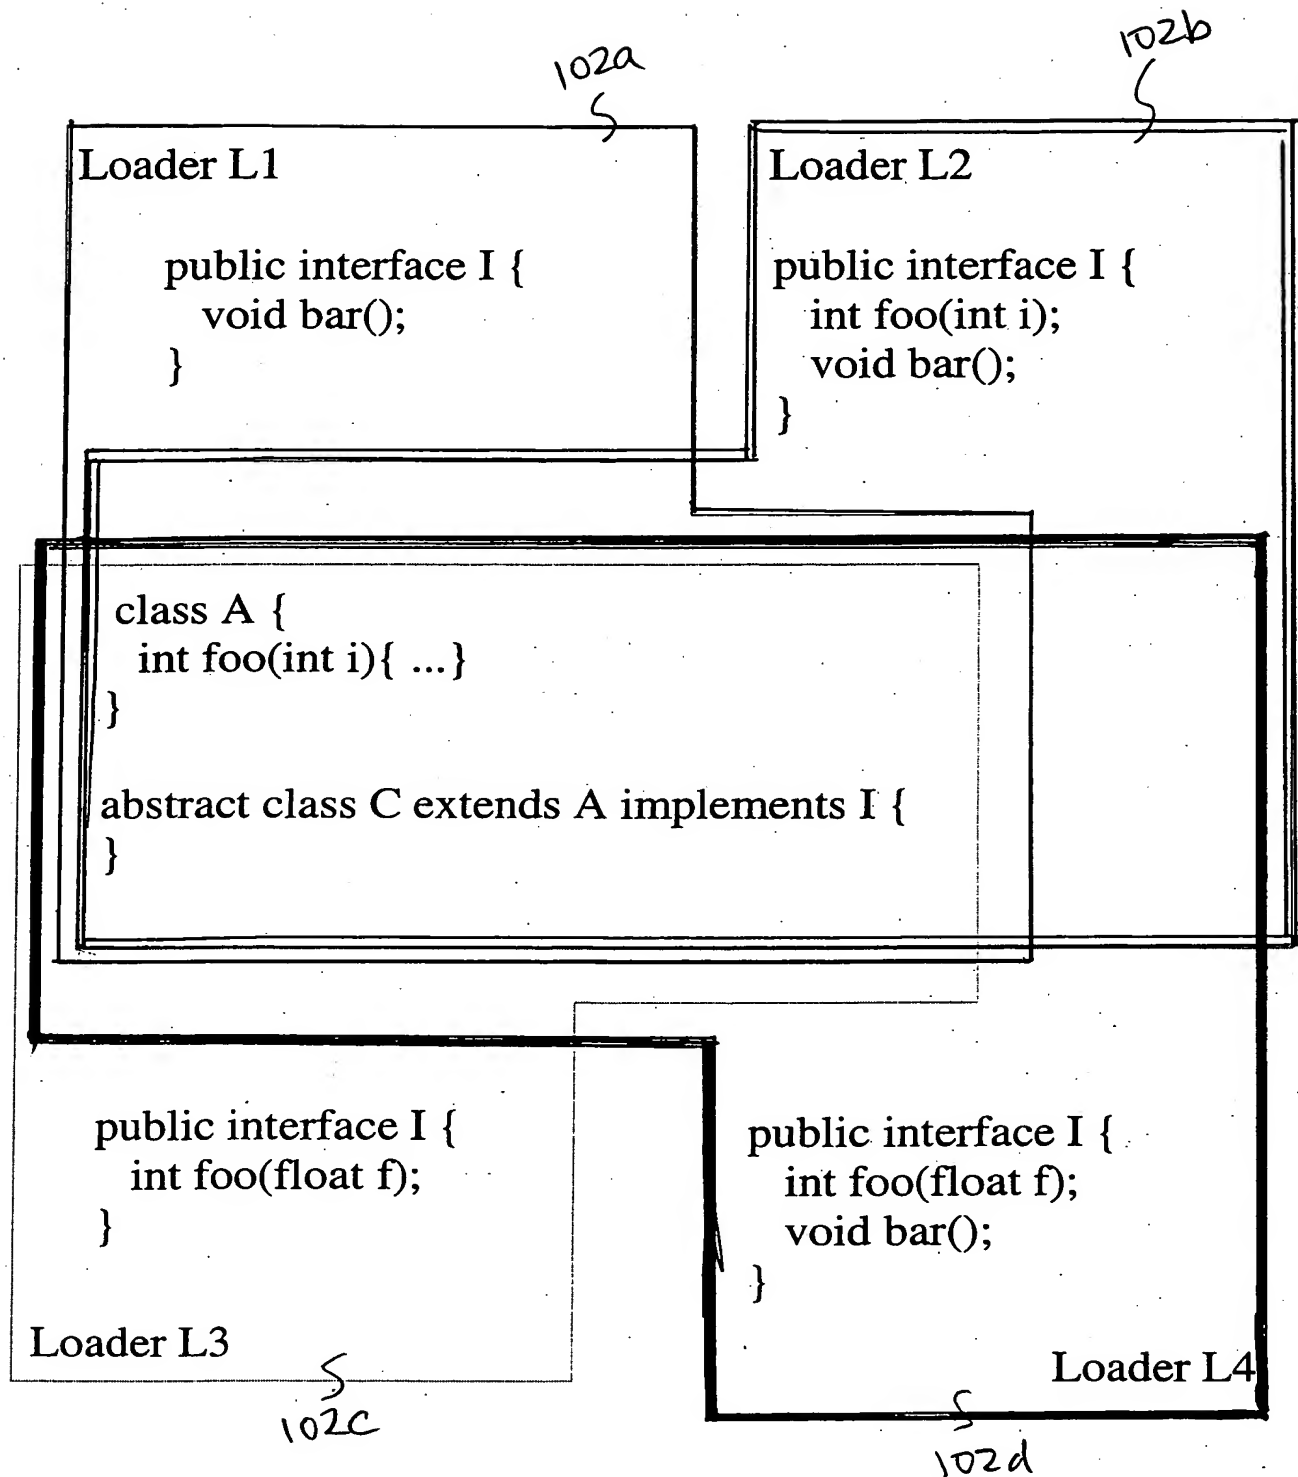 102a
102b
Loader L1
public interface I {
void bar();
}
Loader L2
public interface I {
int foo(int i);
void bar();
}
class A {
int foo(int i){ ...}
}
abstract class C extends A implements I {
}
public interface I {
int foo(float f);
}
Loader L3
102c
public interface I {
int foo(float f);
void bar();
}
Loader L4
102d